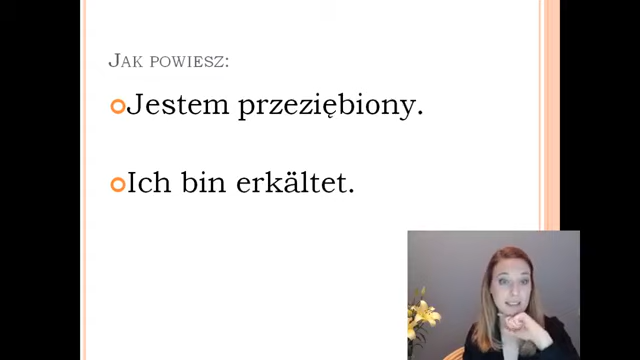 Jak powiesz:
Jestem przeziębiony.
Ich bin erkältet.